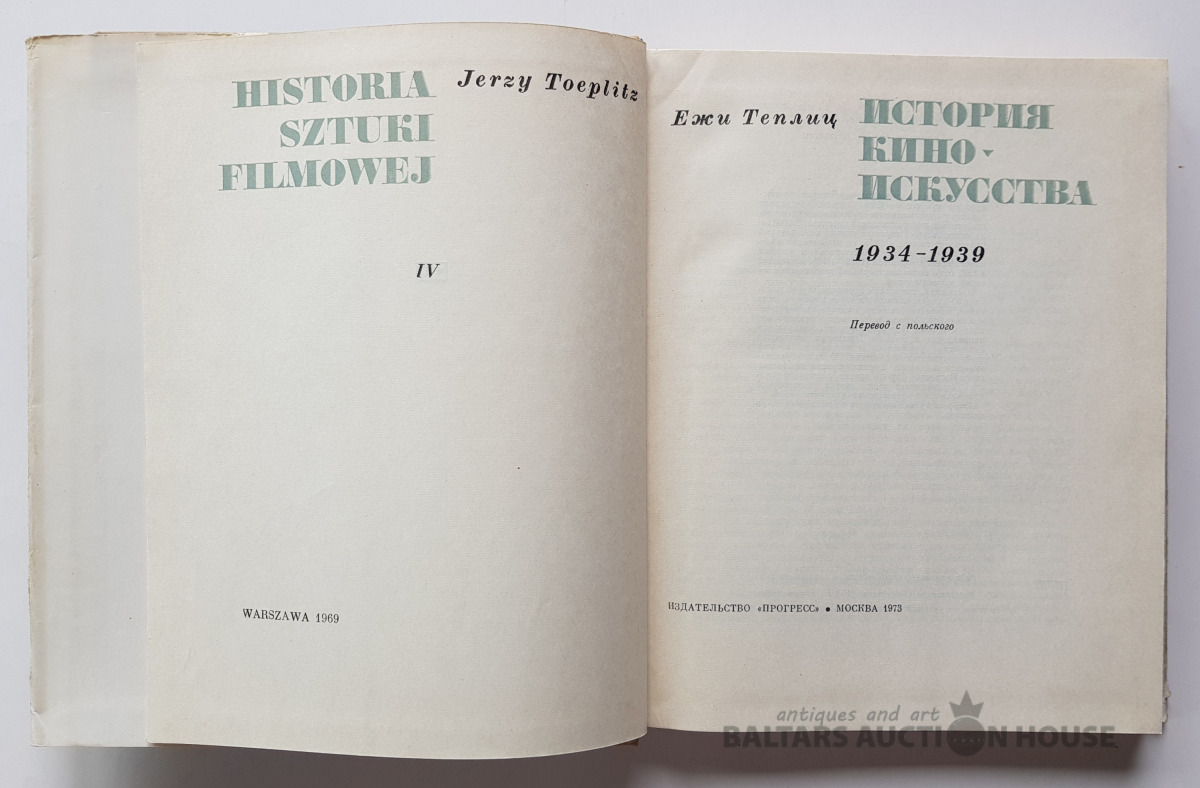 HISTORIA
SZTUKI
FILMOWEJ
Jerzy Toeplitz
IV
WARSZAWA 1969
Ежи Теплиц
ИСТОРИЯ
КИНО-
ИСКУССТВА
1934-1939
Перевод с польского
ИЗДАТЕЛЬСТВО «ПРОГРЕСС» • МОСКВА 1973
antiques and art
BALTARS AUCTION HOUSE